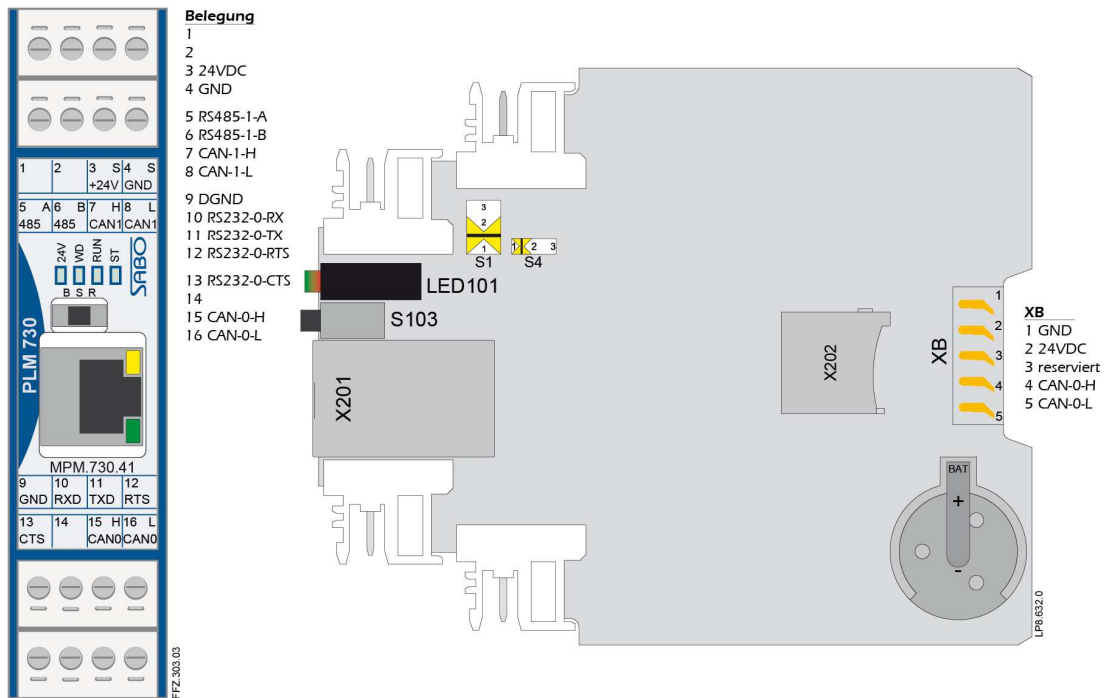 Belegung
1
2
3 24VDC
4 GND
5 RS485-1-A
6 RS485-1-B
7 CAN-1-H
8 CAN-1-L
9 DGND
10 RS232-0-RX
11 RS232-0-TX
12 RS232-0-RTS
13 RS232-0-CTS
14
15 CAN-0-H
16 CAN-0-L
1 2 3 S 4 S
+24V GND
5 A 6 B 7 H 8 L
485 485 CAN1 CAN1
24V WD RUN ST
SABO
B S R
PLM 730
MPM.730.41
9 10 11 12
GND RXD TXD RTS
13 14 15 H 16 L
CTS CAN0 CAN0
FFZ.303.03
3
2
1
S1
1 2 3
S4
LED101
S103
X201
X202
XB
1
2
3
4
5
XB
1 GND
2 24VDC
3 reserviert
4 CAN-0-H
5 CAN-0-L
BAT
+
-
LP8.632.0